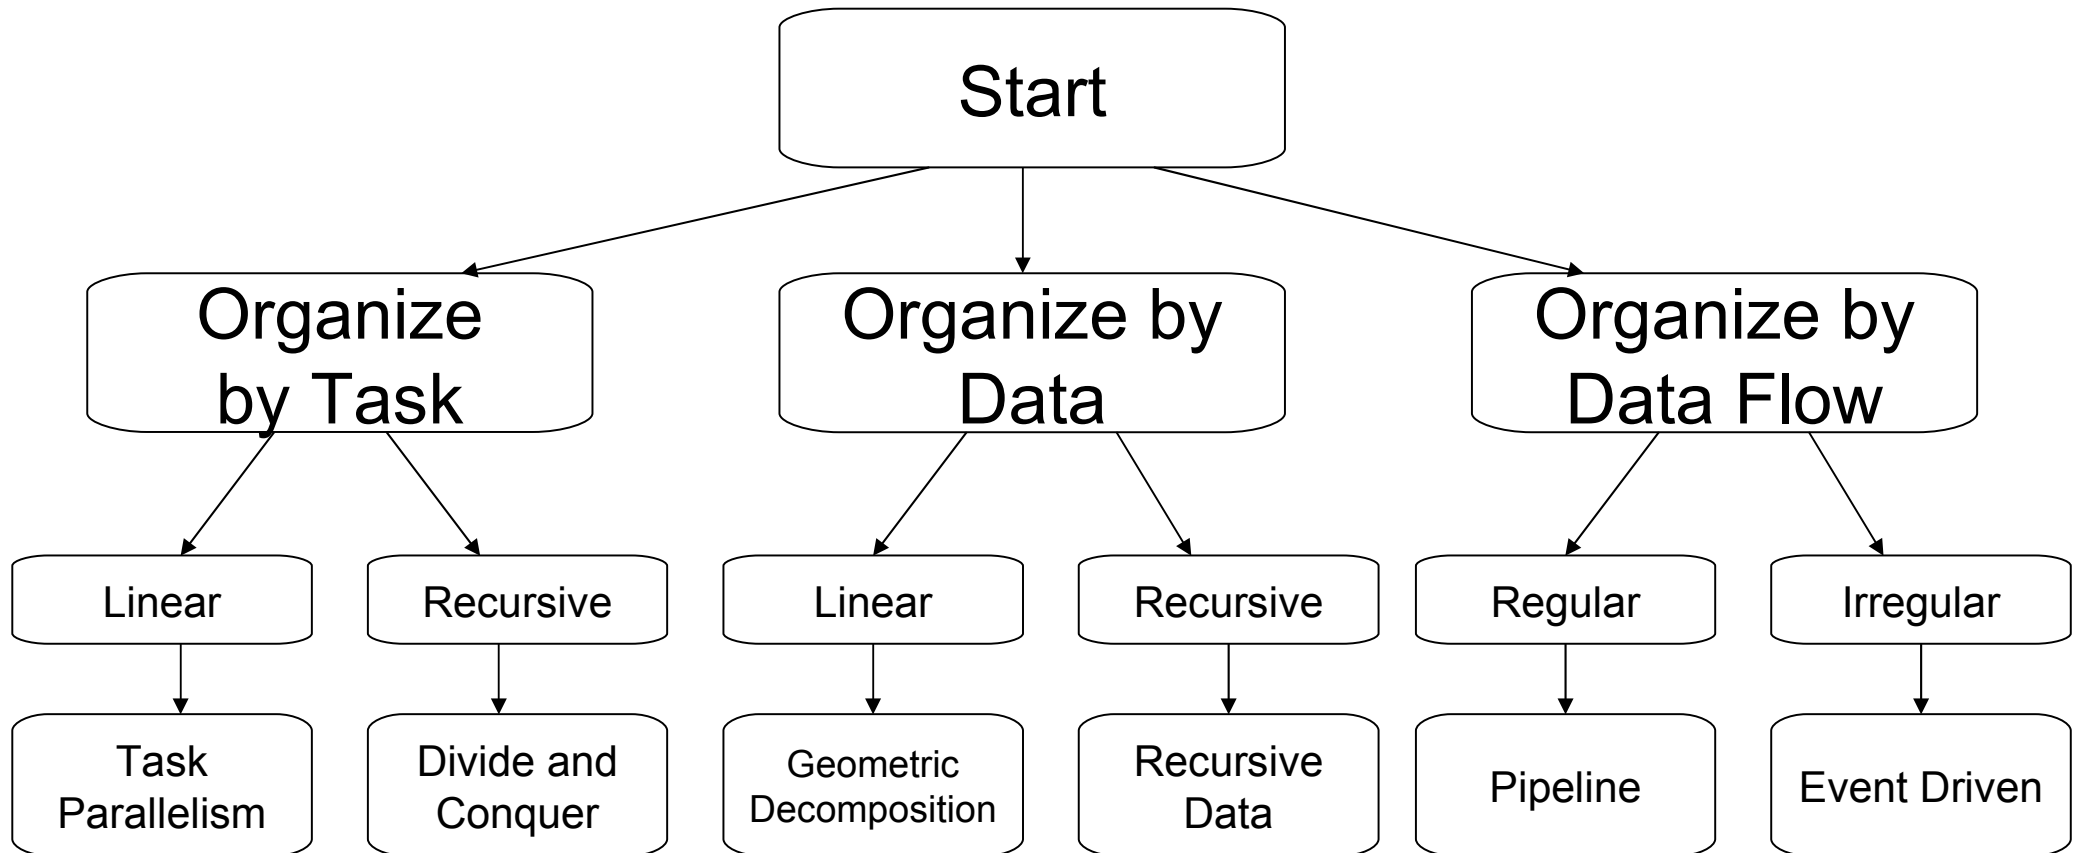 Start
Organize
by Task
Organize by
Data
Organize by
Data Flow
Linear
Recursive
Linear
Recursive
Regular
Irregular
Task
Parallelism
Divide and
Conquer
Geometric
Decomposition
Recursive
Data
Pipeline
Event Driven